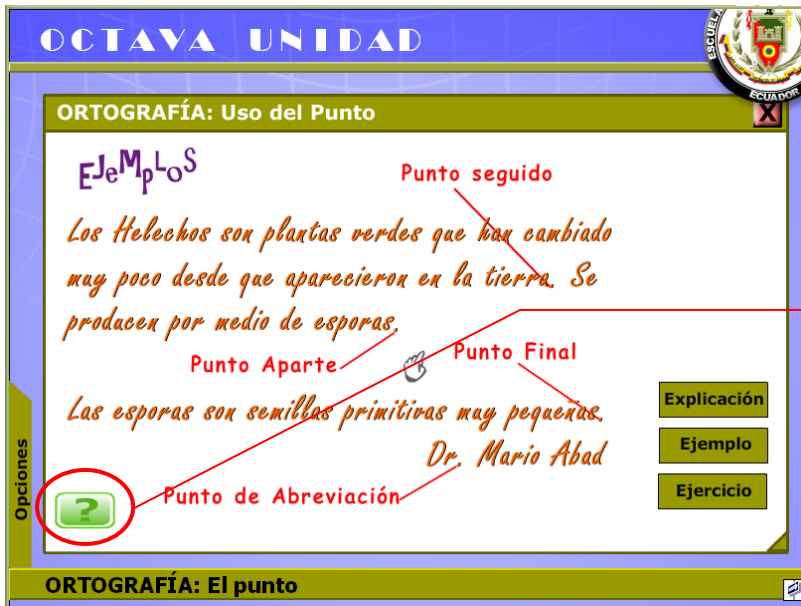 OCTAVA UNIDAD
ESCUELA
ECUADOR
ORTOGRAFÍA: Uso del Punto
X
EJeMpLoS
Punto seguido
Los Helechos son plantas verdes que han cambiado
muy poco desde que aparecieron en la tierra. Se
producen por medio de esporas.
Punto Aparte
Punto Final
Las esporas son semillas primitivas muy pequeñas.
Dr. Mario Abad
Punto de Abreviación
?
Explicación
Ejemplo
Ejercicio
Opciones
ORTOGRAFÍA: El punto